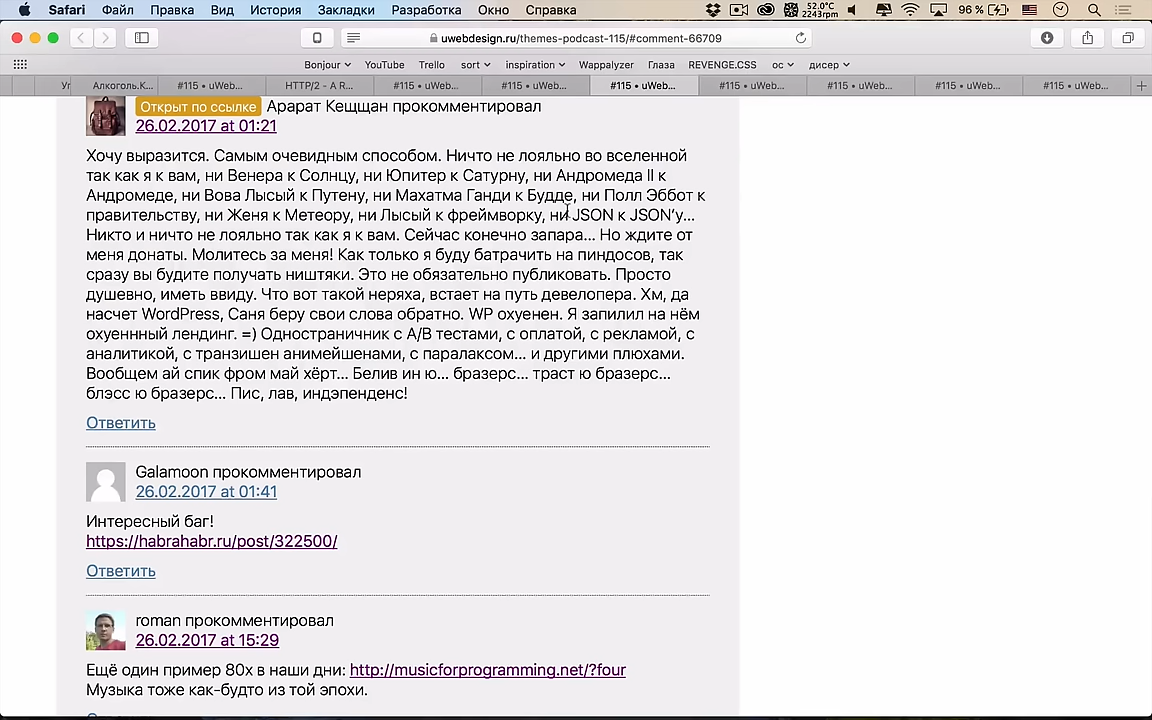 Safari Файл Правка Вид История Закладки Разработка Окно Справка 52.0°C 2243rpm 96 %
uwebdesign.ru/themes-podcast-115/#comment-66709
Bonjour YouTube Trello sort inspiration Wappalyzer Глаза REVENGE.CSS ос дисер
Уг Алкоголь.К... #115 • uWeb... HTTP/2 - A R... #115 • uWeb... #115 • uWeb... #115 • uWeb... #115 • uWeb... #115 • uWeb... #115 • uWeb... #115 • uWeb...
Открыт по ссылке Арарат Кещщан прокомментировал
26.02.2017 at 01:21
Хочу выразится. Самым очевидным способом. Ничто не лояльно во вселенной
так как я к вам, ни Венера к Солнцу, ни Юпитер к Сатурну, ни Андромеда II к
Андромеде, ни Вова Лысый к Путену, ни Махатма Ганди к Будде, ни Полл Эббот к
правительству, ни Женя к Метеору, ни Лысый к фреймворку, ни JSON к JSON’у...
Никто и ничто не лояльно так как я к вам. Сейчас конечно запара... Но ждите от
меня донаты. Молитесь за меня! Как только я буду батрачить на пиндосов, так
сразу вы будите получать ништяки. Это не обязательно публиковать. Просто
душевно, иметь ввиду. Что вот такой неряха, встает на путь девелопера. Хм, да
насчет WordPress, Саня беру свои слова обратно. WP охуенен. Я запилил на нём
охуеннный лендинг. =) Одностраничник с A/B тестами, с оплатой, с рекламой, с
аналитикой, с транзишен анимейшенами, с паралаксом... и другими плюхами.
Вообщем ай спик фром май хёрт... Белив ин ю... бразерс... траст ю бразерс...
блэсс ю бразерс... Пис, лав, индэпенденс!
Ответить
Galamoon прокомментировал
26.02.2017 at 01:41
Интересный баг!
https://habrahabr.ru/post/322500/
Ответить
roman прокомментировал
26.02.2017 at 15:29
Ещё один пример 80х в наши дни: http://musicforprogramming.net/?four
Музыка тоже как-будто из той эпохи.